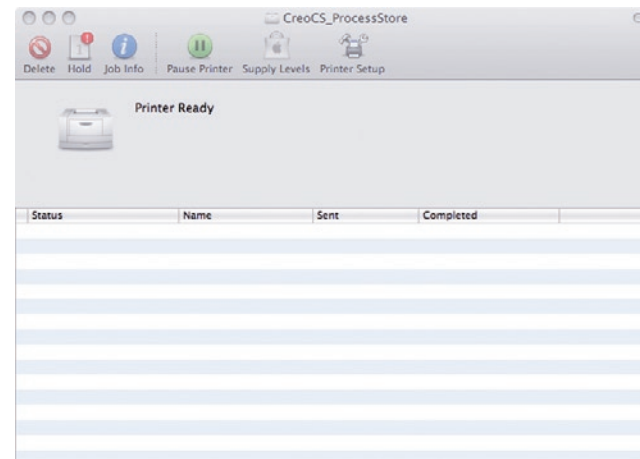 CreoCS_ProcessStore
Delete Hold Job Info Pause Printer Supply Levels Printer Setup
Printer Ready
Status Name Sent Completed